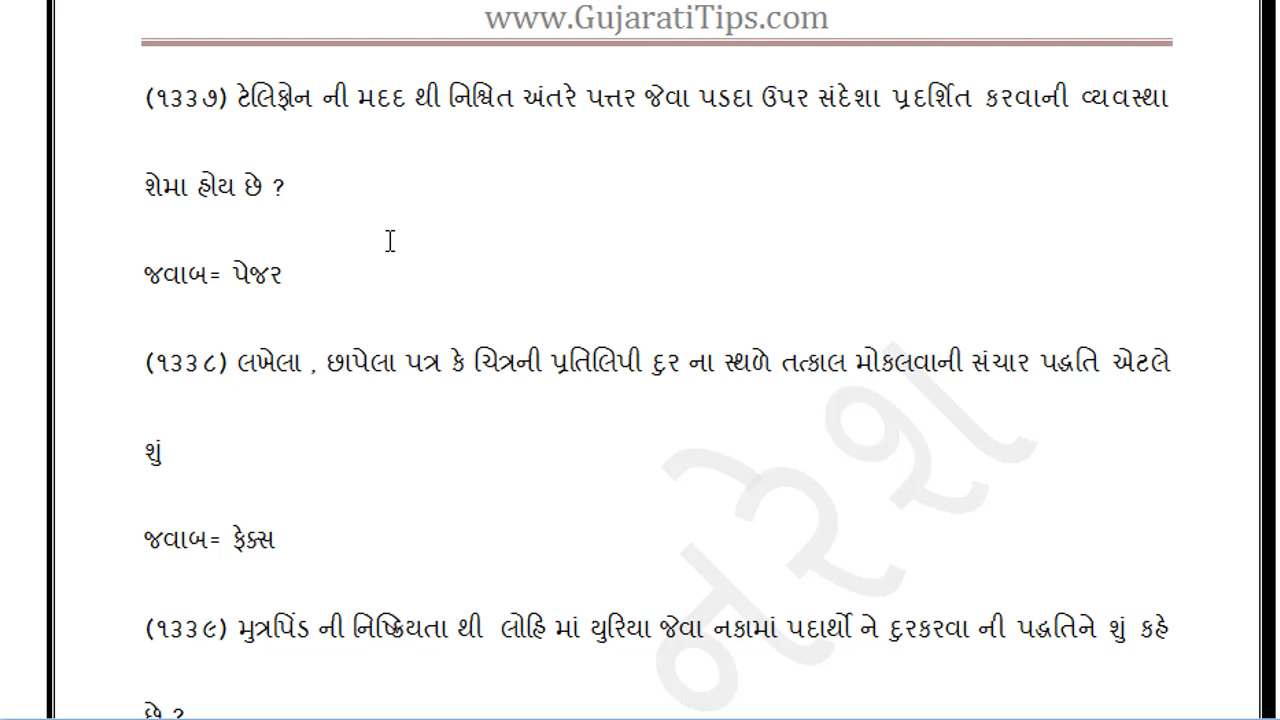 www.GujaratiTips.com
(૧૩૩૭) ટેલિફોન ની મદદ થી નિશ્વિત અંતરે પત્તર જેવા પડદા ઉપર સંદેશા પ્રદર્શિત કરવાની વ્યવસ્થા
શેમા હોય છે ?
જવાબ= પેજર
(૧૩૩૮) લખેલા , છાપેલા પત્ર કે ચિત્રની પ્રતિલિપી દુર ના સ્થળે તત્કાલ મોકલવાની સંચાર પદ્ધતિ એટલે
શું
જવાબ= ફેક્સ
(૧૩૩૯) મુત્રપિંડ ની નિષ્ક્રિયતા થી લોહિ માં યુરિયા જેવા નકામાં પદાર્થો ને દુરકરવા ની પદ્ધતિને શું કહે
છે ?
નરેશ